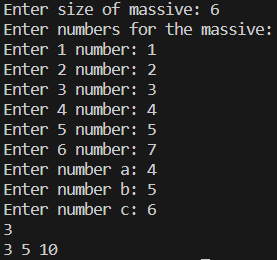 Enter size of massive: 6
Enter numbers for the massive:
Enter 1 number: 1
Enter 2 number: 2
Enter 3 number: 3
Enter 4 number: 4
Enter 5 number: 5
Enter 6 number: 7
Enter number a: 4
Enter number b: 5
Enter number c: 6
3
3 5 10